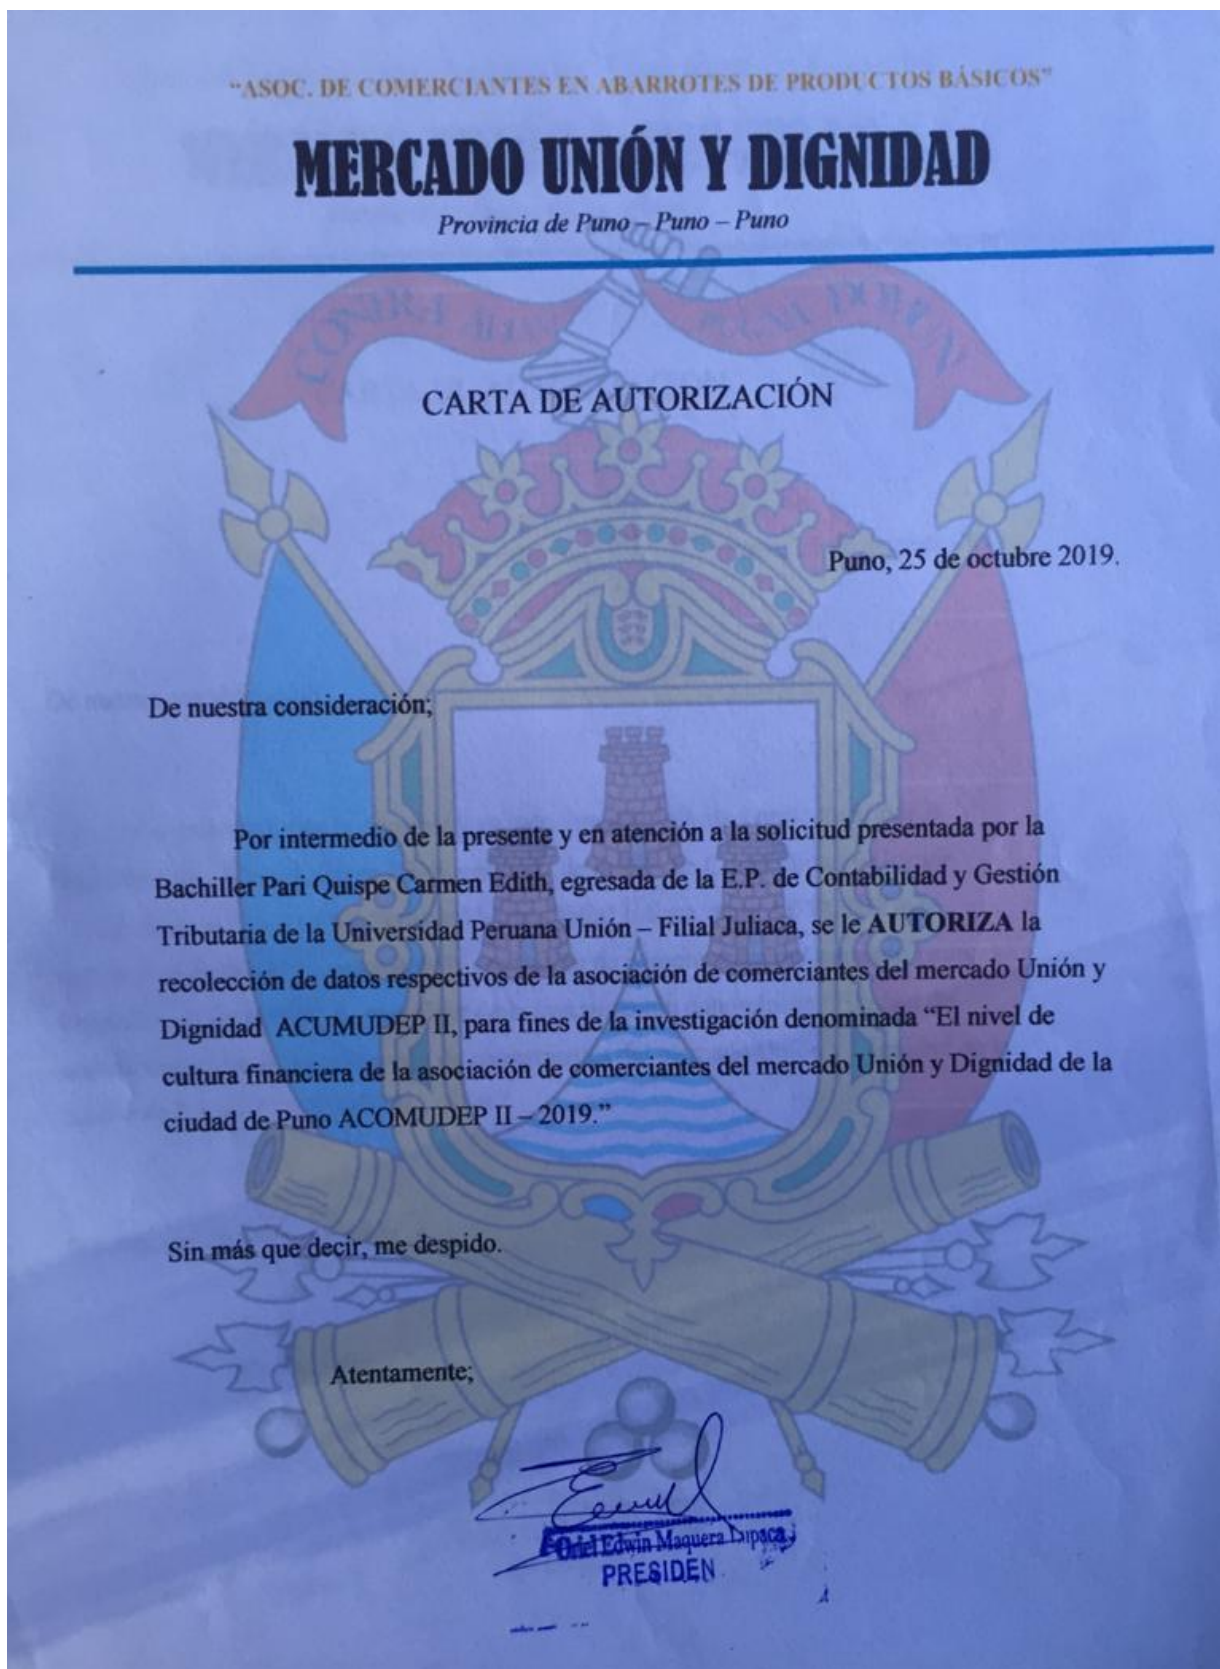 “ASOC. DE COMERCIANTES EN ABARROTES DE PRODUCTOS BÁSICOS”
MERCADO UNIÓN Y DIGNIDAD
Provincia de Puno – Puno – Puno
CONTRA
CARTA DE AUTORIZACIÓN
Puno, 25 de octubre 2019.
De nuestra consideración;
Por intermedio de la presente y en atención a la solicitud presentada por la
Bachiller Pari Quispe Carmen Edith, egresada de la E.P. de Contabilidad y Gestión
Tributaria de la Universidad Peruana Unión – Filial Juliaca, se le AUTORIZA la
recolección de datos respectivos de la asociación de comerciantes del mercado Unión y
Dignidad ACUMUDEP II, para fines de la investigación denominada “El nivel de
cultura financiera de la asociación de comerciantes del mercado Unión y Dignidad de la
ciudad de Puno ACOMUDEP II – 2019.”
Sin más que decir, me despido.
Atentamente;
Edwin Maquera
PRESIDEN